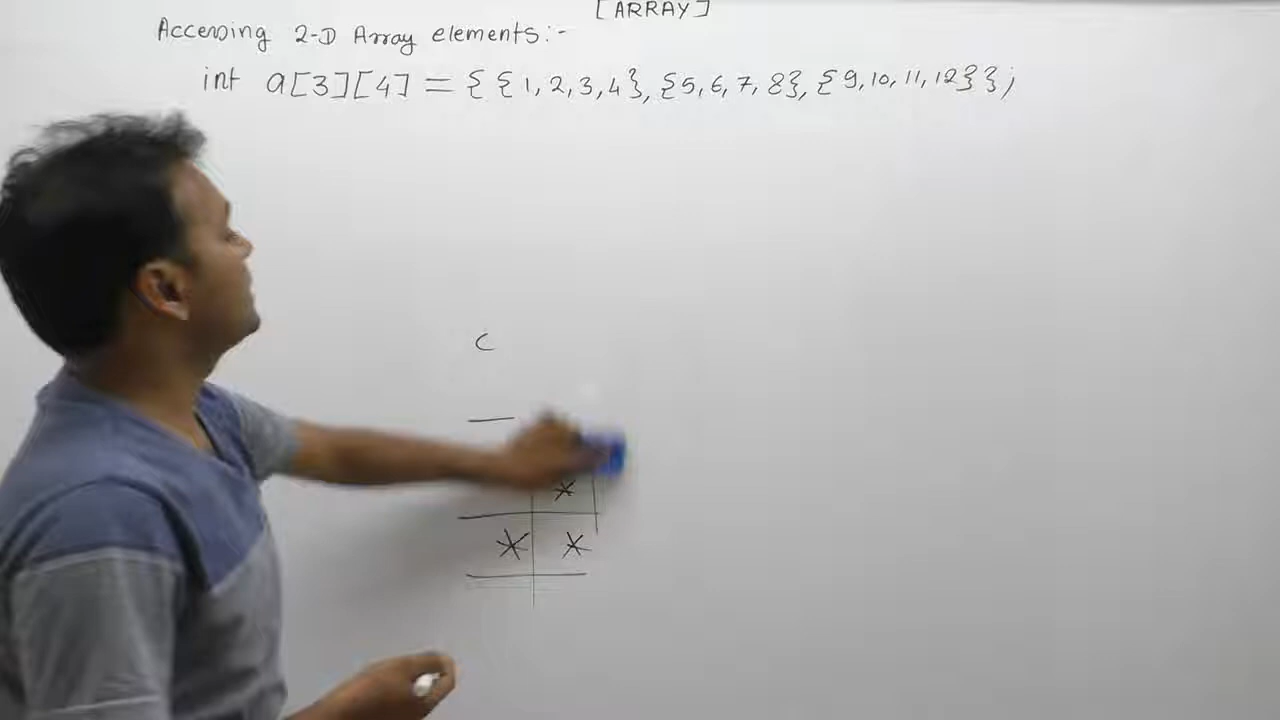 [ARRAY]
Accessing 2-D Array elements:-
int a[3][4] = { {1, 2, 3, 4}, {5, 6, 7, 8}, {9, 10, 11, 12} };
C
*
* *